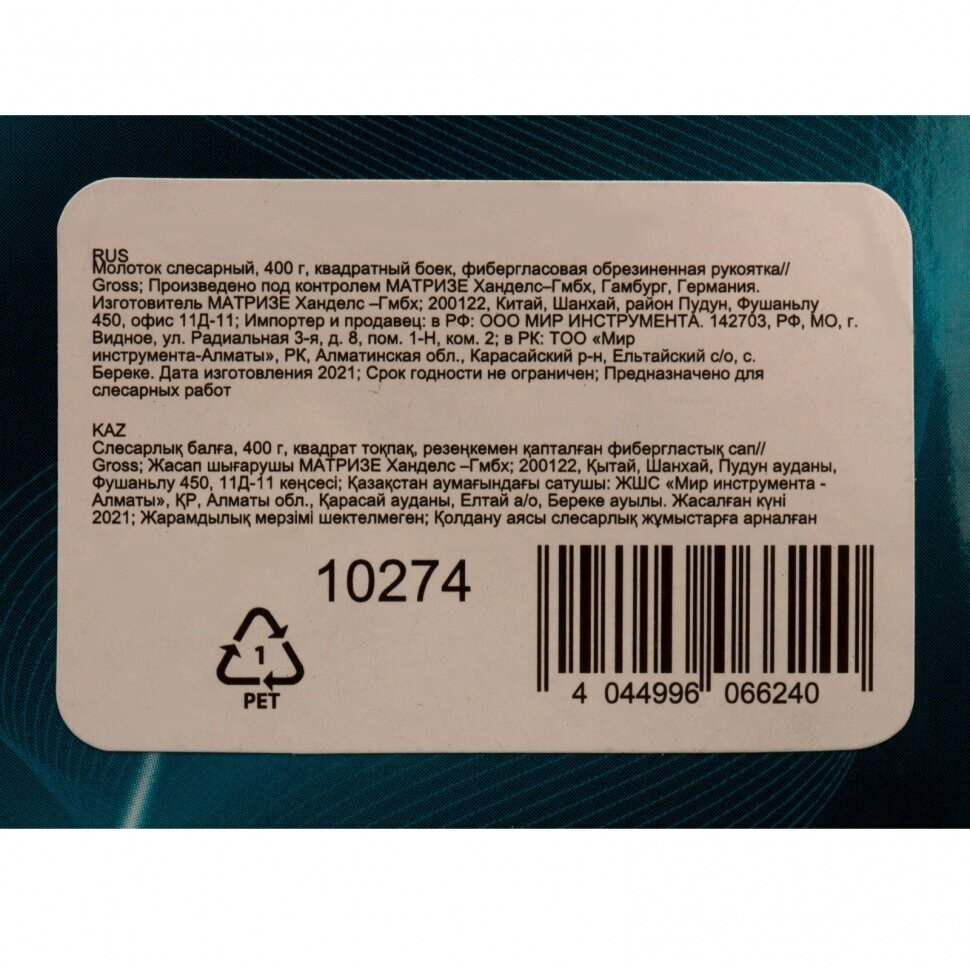 RUS
Молоток слесарный, 400 г, квадратный боек, фибергласовая обрезиненная рукоятка//
Gross; Произведено под контролем МАТРИЗЕ Ханделс–Гмбх, Гамбург, Германия.
Изготовитель МАТРИЗЕ Ханделс –Гмбх; 200122, Китай, Шанхай, район Пудун, Фушаньлу
450, офис 11Д-11; Импортер и продавец: в РФ: ООО МИР ИНСТРУМЕНТА. 142703, РФ, МО, г.
Видное, ул. Радиальная 3-я, д. 8, пом. 1-Н, ком. 2; в РК: ТОО «Мир
инструмента-Алматы», РК, Алматинская обл., Карасайский р-н, Ельтайский с/о, с.
Береке. Дата изготовления 2021; Срок годности не ограничен; Предназначено для
слесарных работ
KAZ
Слесарлық балға, 400 г, квадрат тоқпақ, резеңкемен қапталған фибергластық сап//
Gross; Жасап шығарушы МАТРИЗЕ Ханделс –Гмбх; 200122, Қытай, Шанхай, Пудун ауданы,
Фушаньлу 450, 11Д-11 кеңсесі; Қазақстан аумағындағы сатушы: ЖШС «Мир инструмента -
Алматы», ҚР, Алматы обл., Қарасай ауданы, Елтай а/о, Береке ауылы. Жасалған күні
2021; Жарамдылық мерзімі шектелмеген; Қолдану аясы слесарлық жұмыстарға арналған
10274
1
PET
4 044996 066240